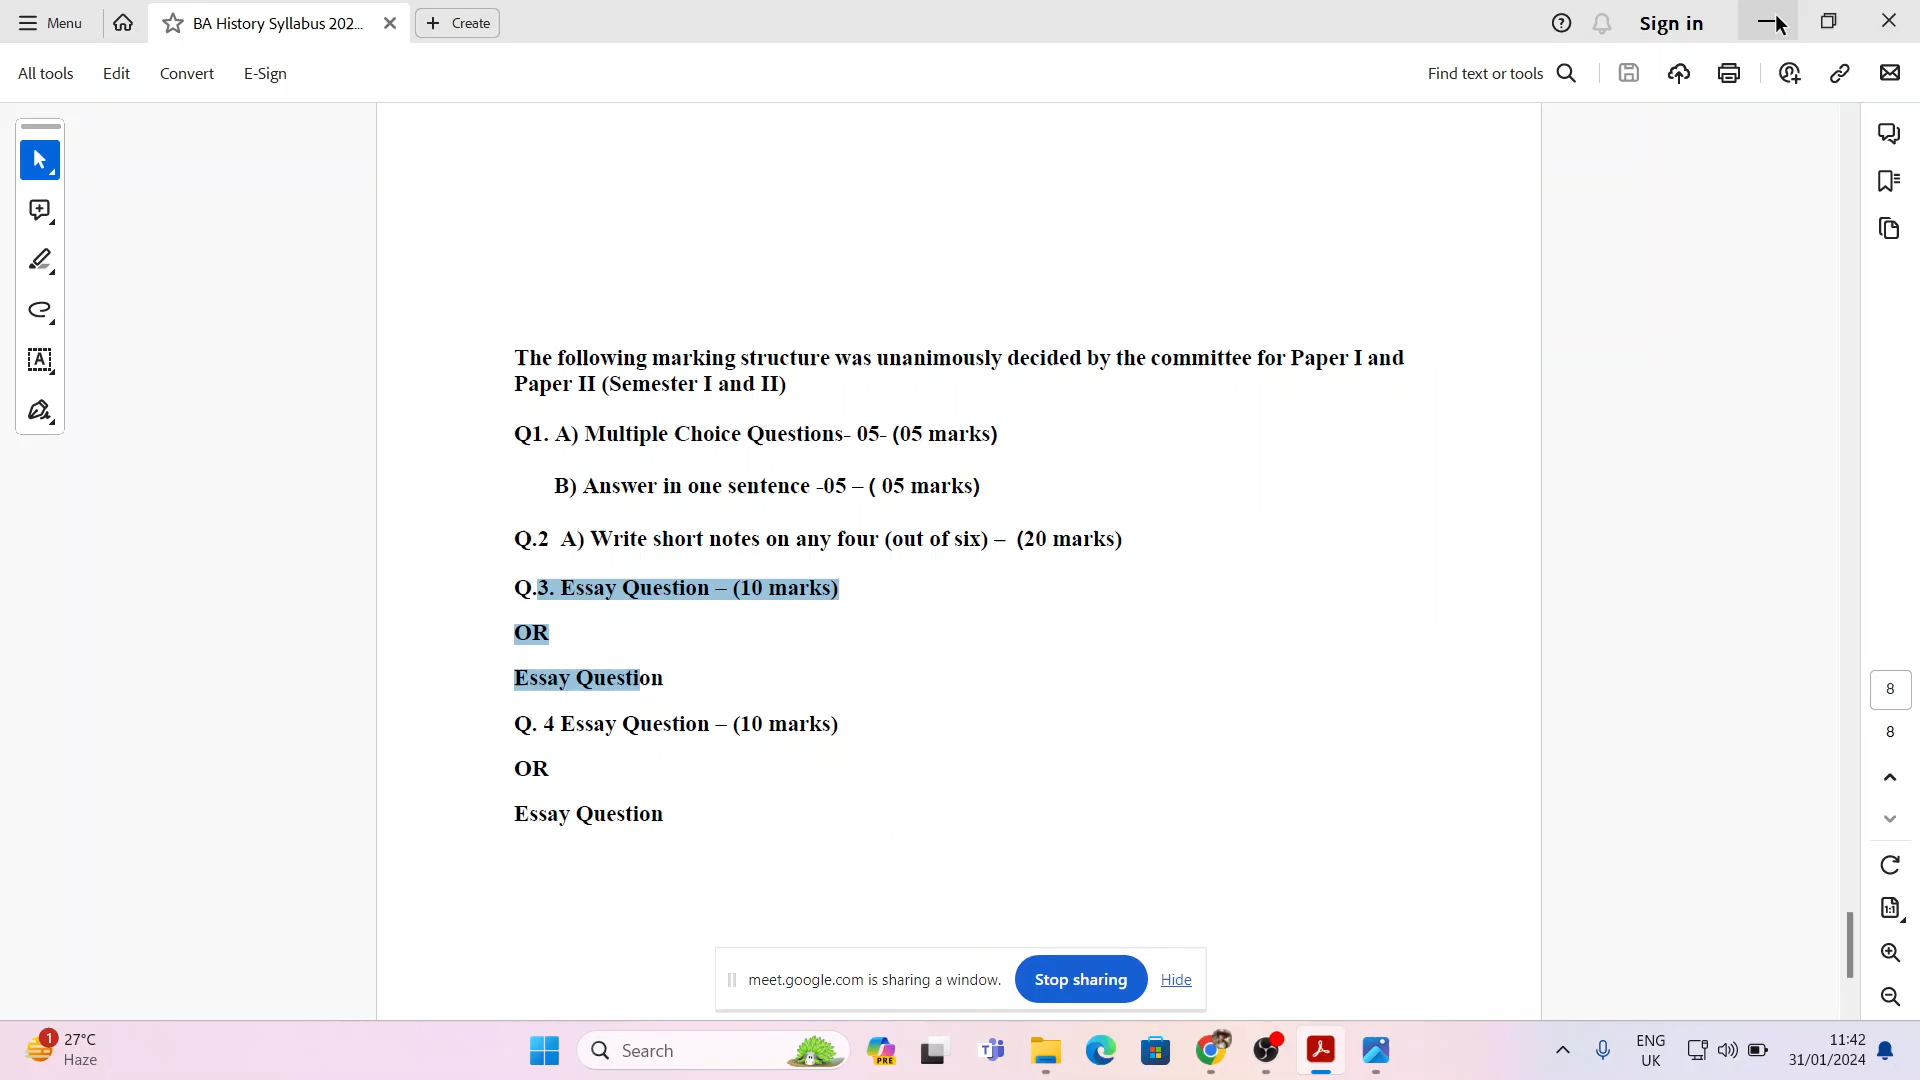 Menu
BA History Syllabus 202...
Create
Sign in
All tools
Edit
Convert
E-Sign
Find text or tools
The following marking structure was unanimously decided by the committee for Paper I and
Paper II (Semester I and II)
Q1. A) Multiple Choice Questions- 05- (05 marks)
B) Answer in one sentence -05 – ( 05 marks)
Q.2 A) Write short notes on any four (out of six) – (20 marks)
Q.3. Essay Question – (10 marks)
OR
Essay Question
Q. 4 Essay Question – (10 marks)
OR
Essay Question
8
8
meet.google.com is sharing a window.
Stop sharing
Hide
1
27°C
Haze
Search
PRE
ENG
UK
11:42
31/01/2024